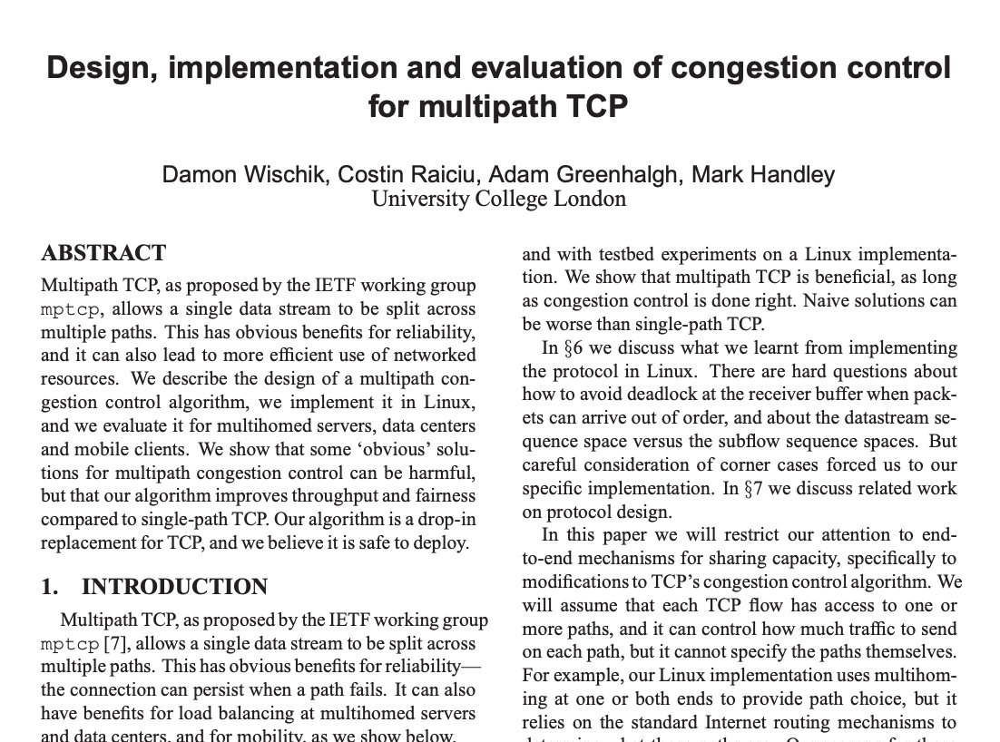 Design, implementation and evaluation of congestion control
for multipath TCP
Damon Wischik, Costin Raiciu, Adam Greenhalgh, Mark Handley
University College London
ABSTRACT
Multipath TCP, as proposed by the IETF working group
mptcp, allows a single data stream to be split across
multiple paths. This has obvious benefits for reliability,
and it can also lead to more efficient use of networked
resources. We describe the design of a multipath con-
gestion control algorithm, we implement it in Linux,
and we evaluate it for multihomed servers, data centers
and mobile clients. We show that some ‘obvious’ solu-
tions for multipath congestion control can be harmful,
but that our algorithm improves throughput and fairness
compared to single-path TCP. Our algorithm is a drop-in
replacement for TCP, and we believe it is safe to deploy.
1. INTRODUCTION
Multipath TCP, as proposed by the IETF working group
mptcp [7], allows a single data stream to be split across
multiple paths. This has obvious benefits for reliability—
the connection can persist when a path fails. It can also
have benefits for load balancing at multihomed servers
and data centers, and for mobility, as we show below.
and with testbed experiments on a Linux implementa-
tion. We show that multipath TCP is beneficial, as long
as congestion control is done right. Naive solutions can
be worse than single-path TCP.
In §6 we discuss what we learnt from implementing
the protocol in Linux. There are hard questions about
how to avoid deadlock at the receiver buffer when pack-
ets can arrive out of order, and about the datastream se-
quence space versus the subflow sequence spaces. But
careful consideration of corner cases forced us to our
specific implementation. In §7 we discuss related work
on protocol design.
In this paper we will restrict our attention to end-
to-end mechanisms for sharing capacity, specifically to
modifications to TCP’s congestion control algorithm. We
will assume that each TCP flow has access to one or
more paths, and it can control how much traffic to send
on each path, but it cannot specify the paths themselves.
For example, our Linux implementation uses multihom-
ing at one or both ends to provide path choice, but it
relies on the standard Internet routing mechanisms to